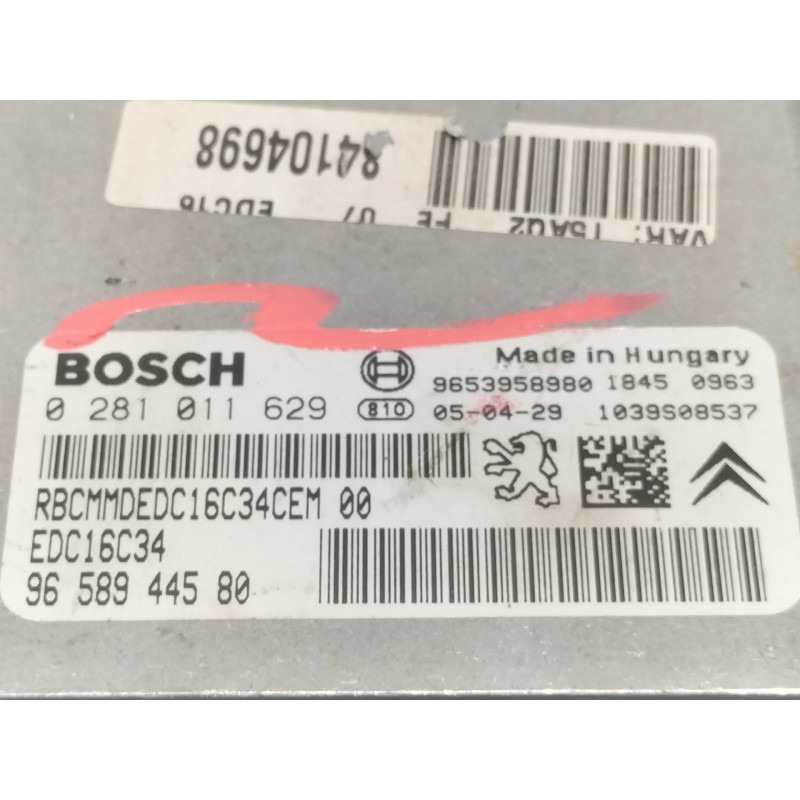 84104698
VAR: T5AQ2 FE 07 EDC16
BOSCH
Made in Hungary
9653958980 1845 0963
0 281 011 629 810 05-04-29 1039S08537
RBCMMDEDC16C34CEM 00
EDC16C34
96 589 445 80